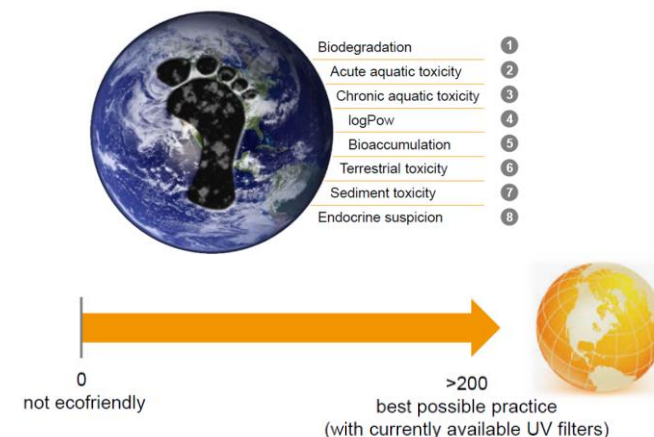 Biodegradation 1
Acute aquatic toxicity 2
Chronic aquatic toxicity 3
logPow 4
Bioaccumulation 5
Terrestrial toxicity 6
Sediment toxicity 7
Endocrine suspicion 8
0 >200
not ecofriendly best possible practice
(with currently available UV filters)